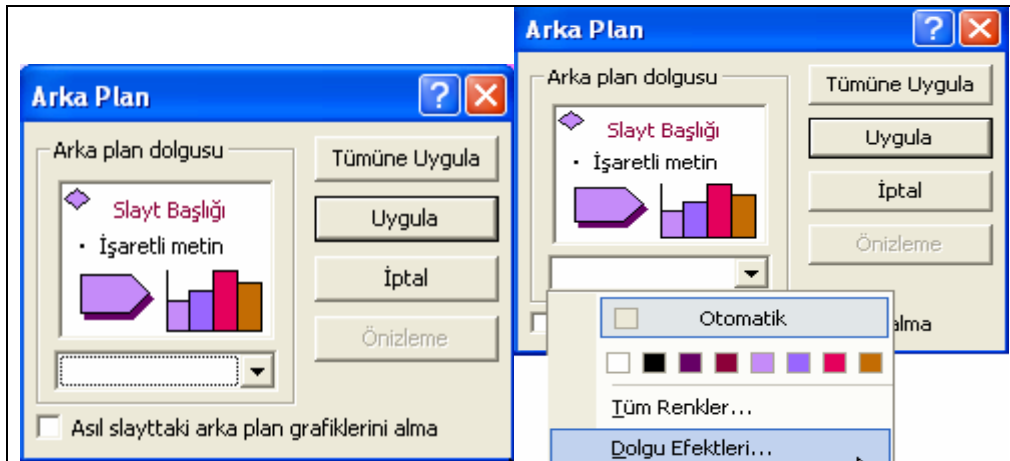 Arka Plan
Arka plan dolgusu
Slayt Başlığı
• İşaretli metin
Tümüne Uygula
Uygula
İptal
Önizleme
Asıl slayttaki arka plan grafiklerini alma
Arka Plan
Arka plan dolgusu
Slayt Başlığı
• İşaretli metin
Tümüne Uygula
Uygula
İptal
Önizleme
alma
Otomatik
Tüm Renkler...
Dolgu Efektleri...